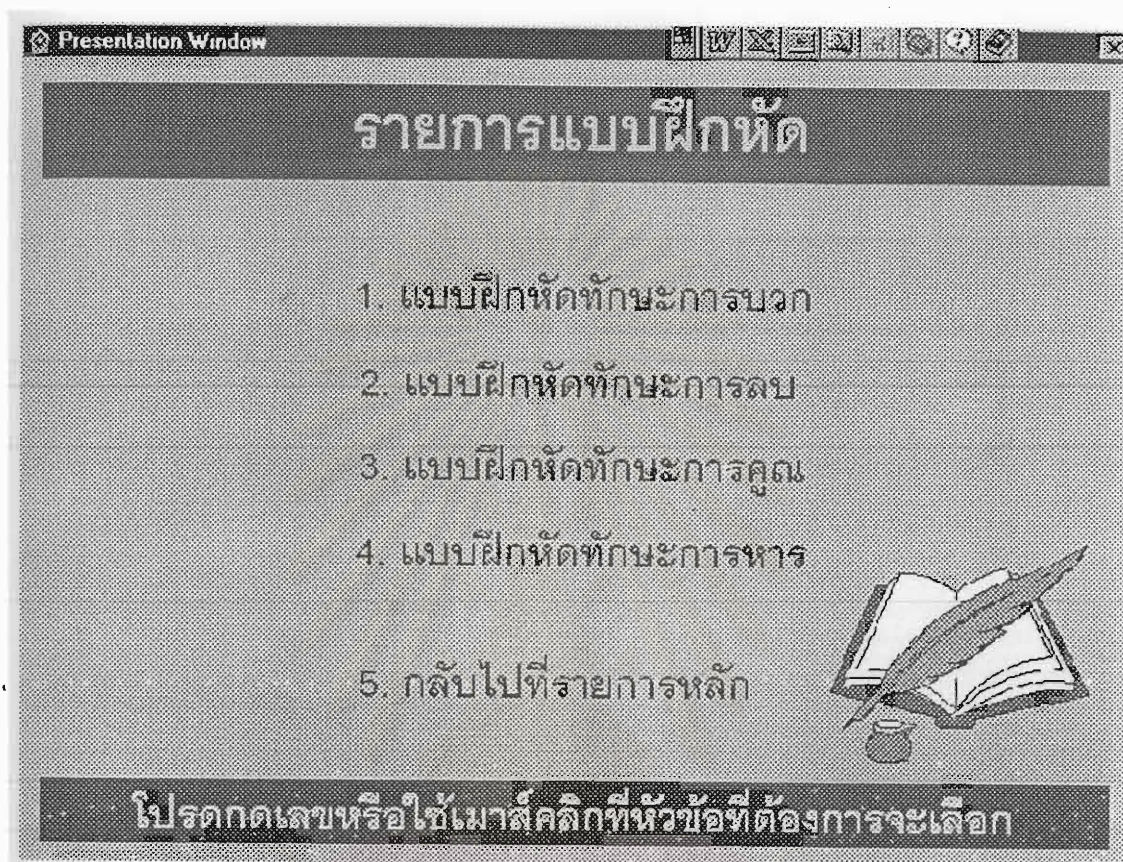 Presentation Window
รายการแบบฝึกหัด
1. แบบฝึกหัดทักษะการบวก
2. แบบฝึกหัดทักษะการลบ
3. แบบฝึกหัดทักษะการคูณ
4. แบบฝึกหัดทักษะการหาร
5. กลับไปที่รายการหลัก
โปรดกดเลขหรือใช้เมาส์คลิกที่หัวข้อที่ต้องการจะเลือก